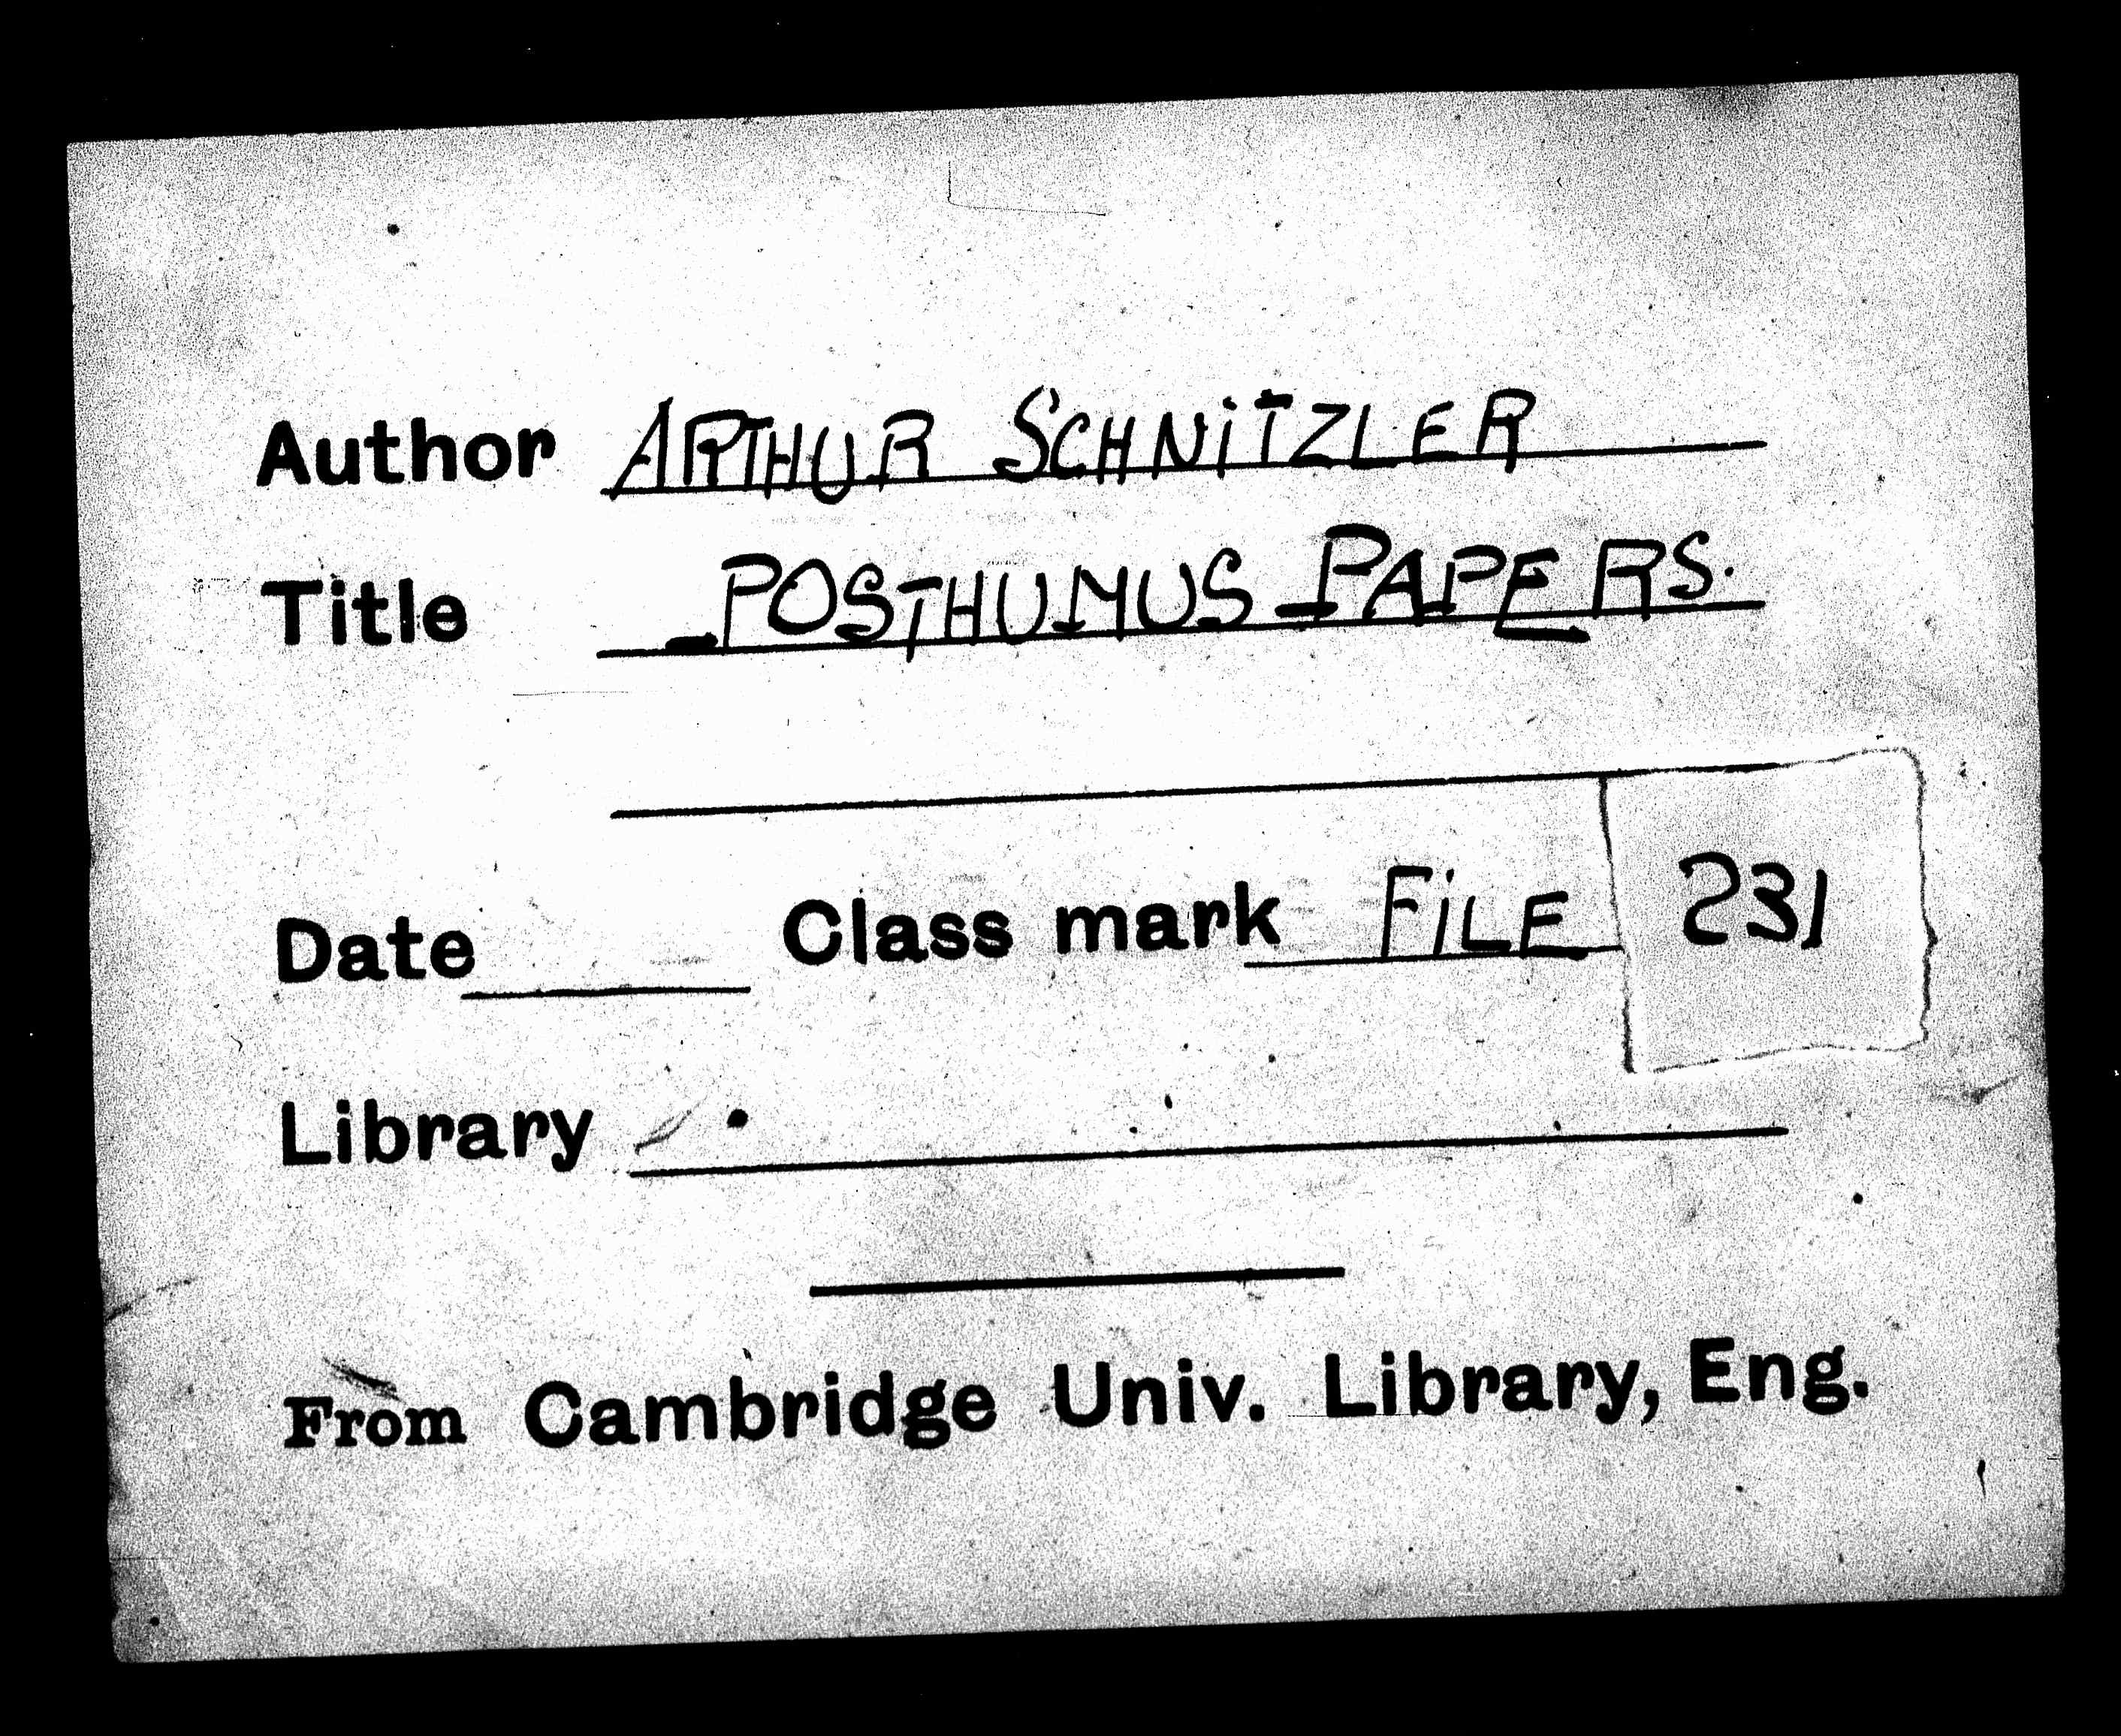 Author ARTHUR SCHNiTZLER
Title POSTHUMUS PAPERS.
Date Class mark FiLE 231
Library
From Cambridge Univ. Library, Eng.